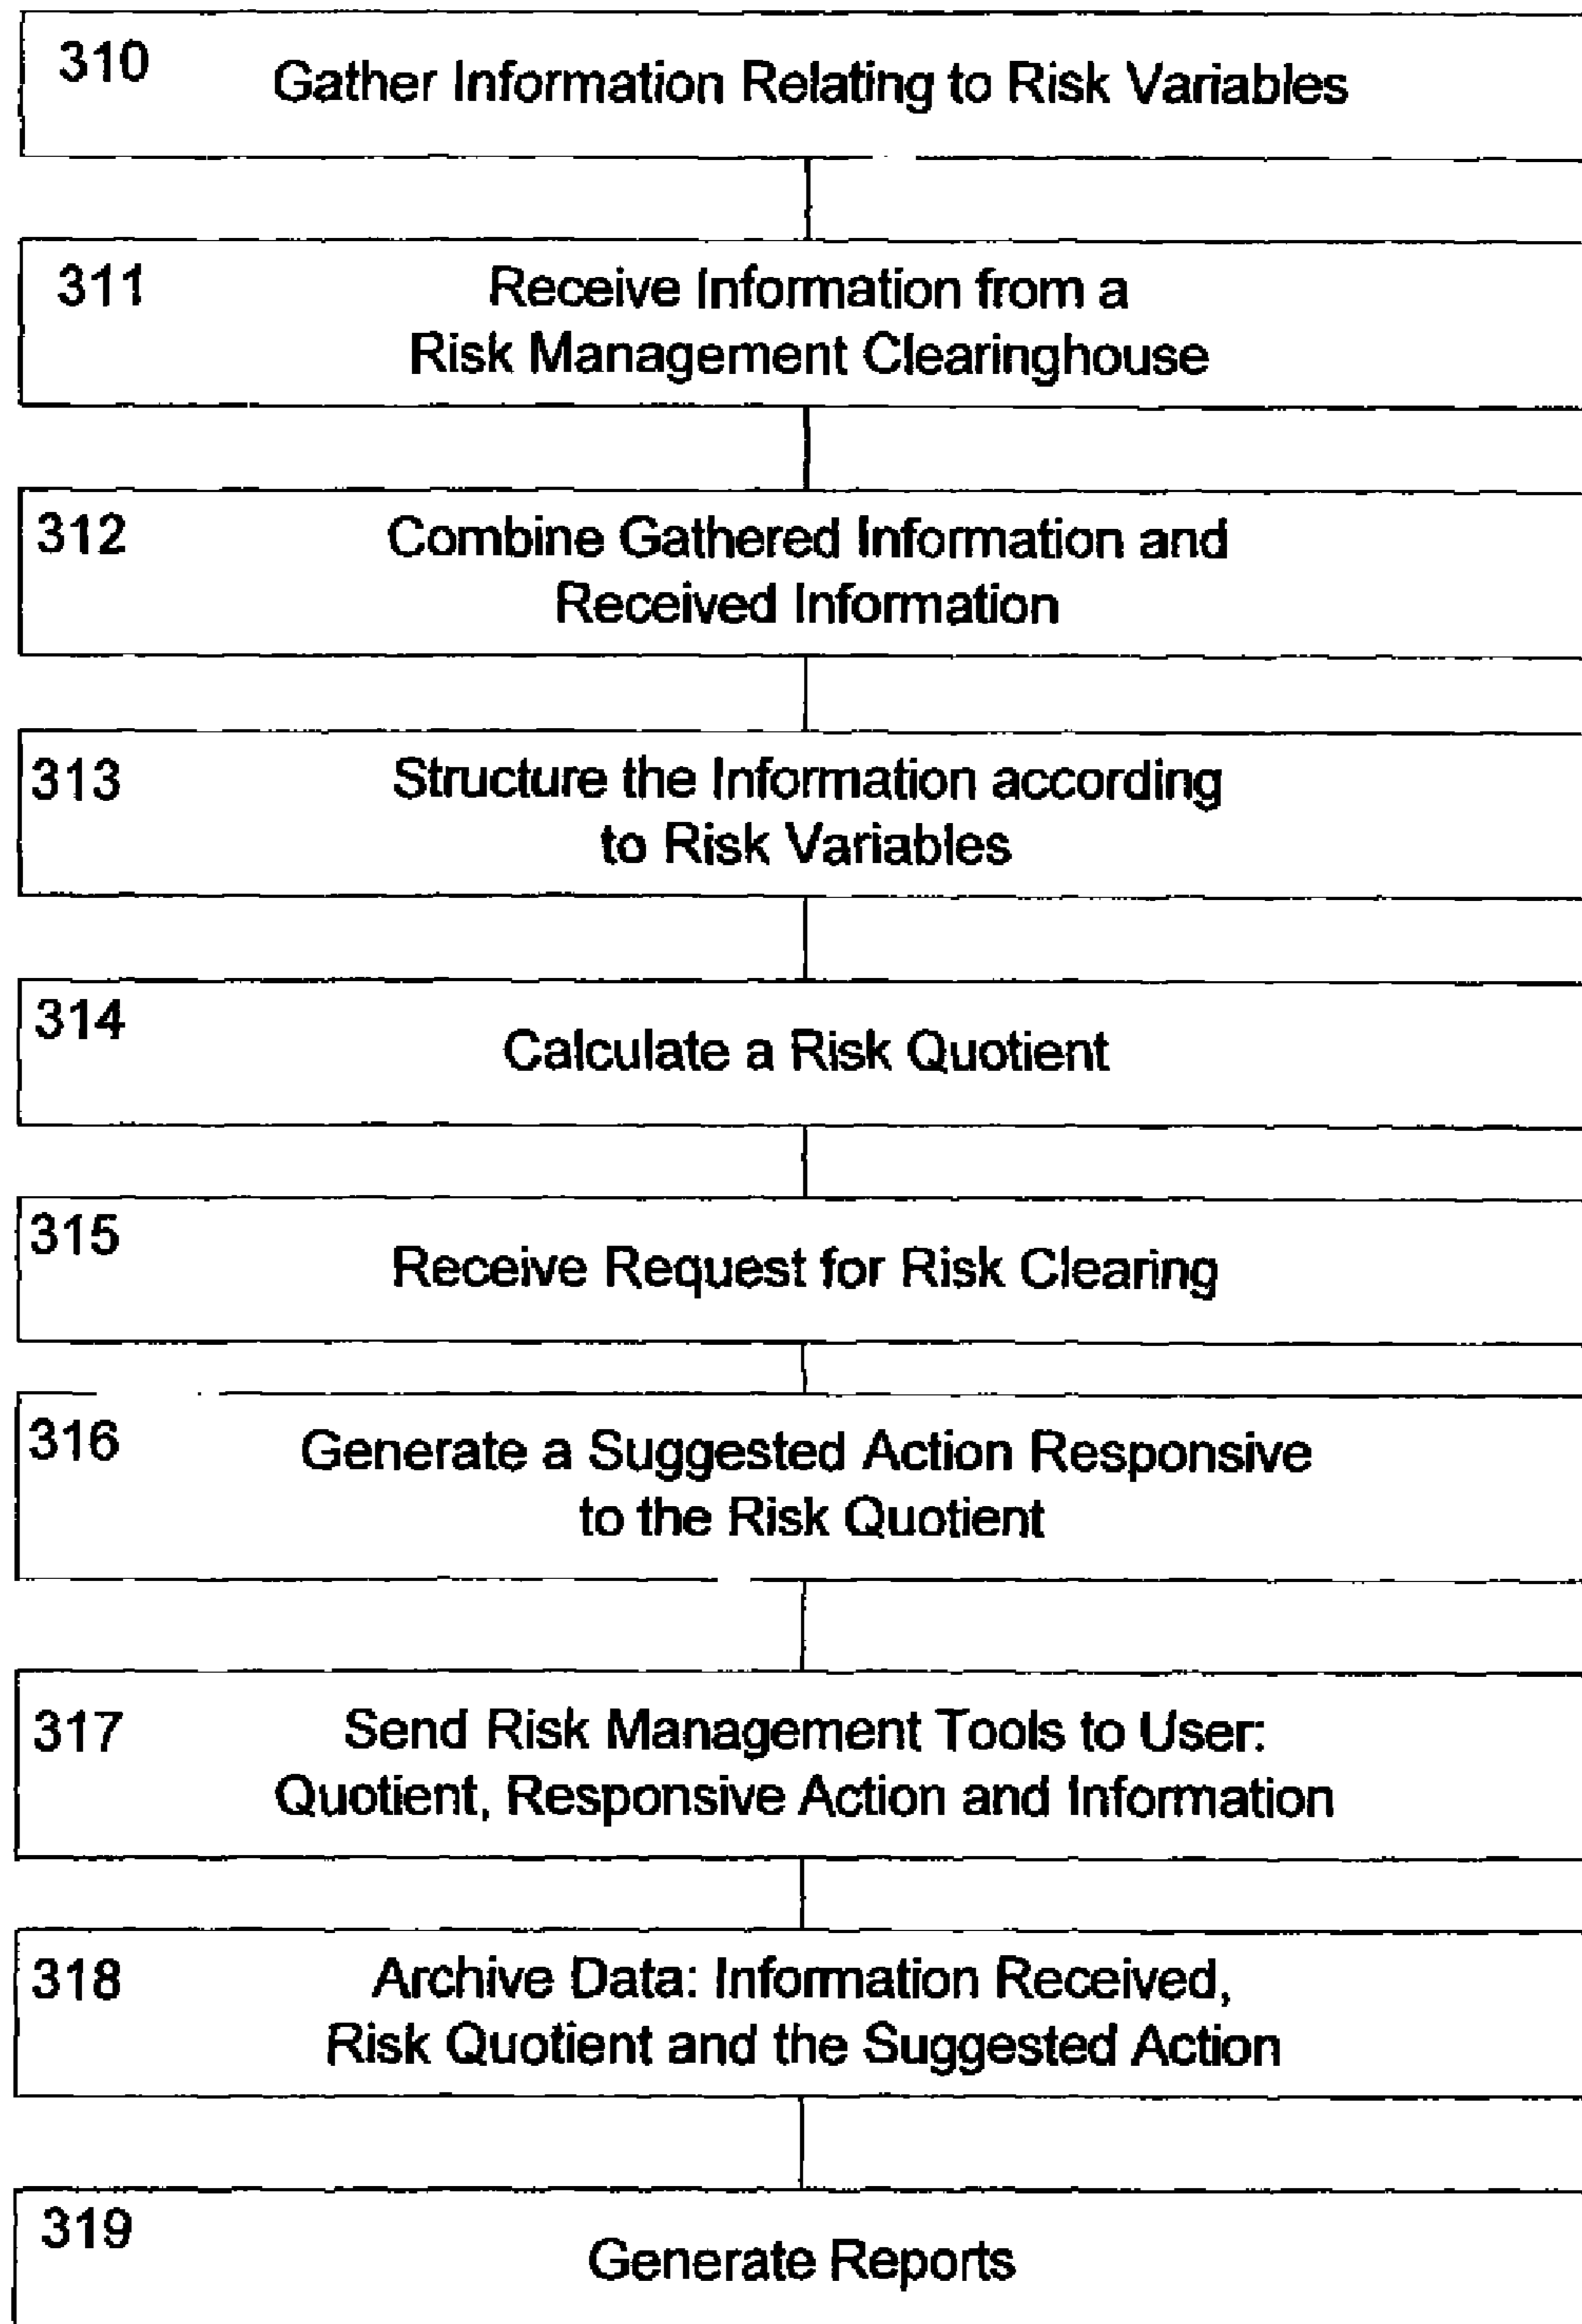 310 Gather Information Relating to Risk Variables
311 Receive Information from a
Risk Management Clearinghouse
312 Combine Gathered Information and
Received Information
313 Structure the Information according
to Risk Variables
314
Calculate a Risk Quotient
315
Receive Request for Risk Clearing
316 Generate a Suggested Action Responsive
to the Risk Quotient
317 Send Risk Management Tools to User:
Quotient, Responsive Action and Information
318 Archive Data: Information Received,
Risk Quotient and the Suggested Action
319
Generate Reports